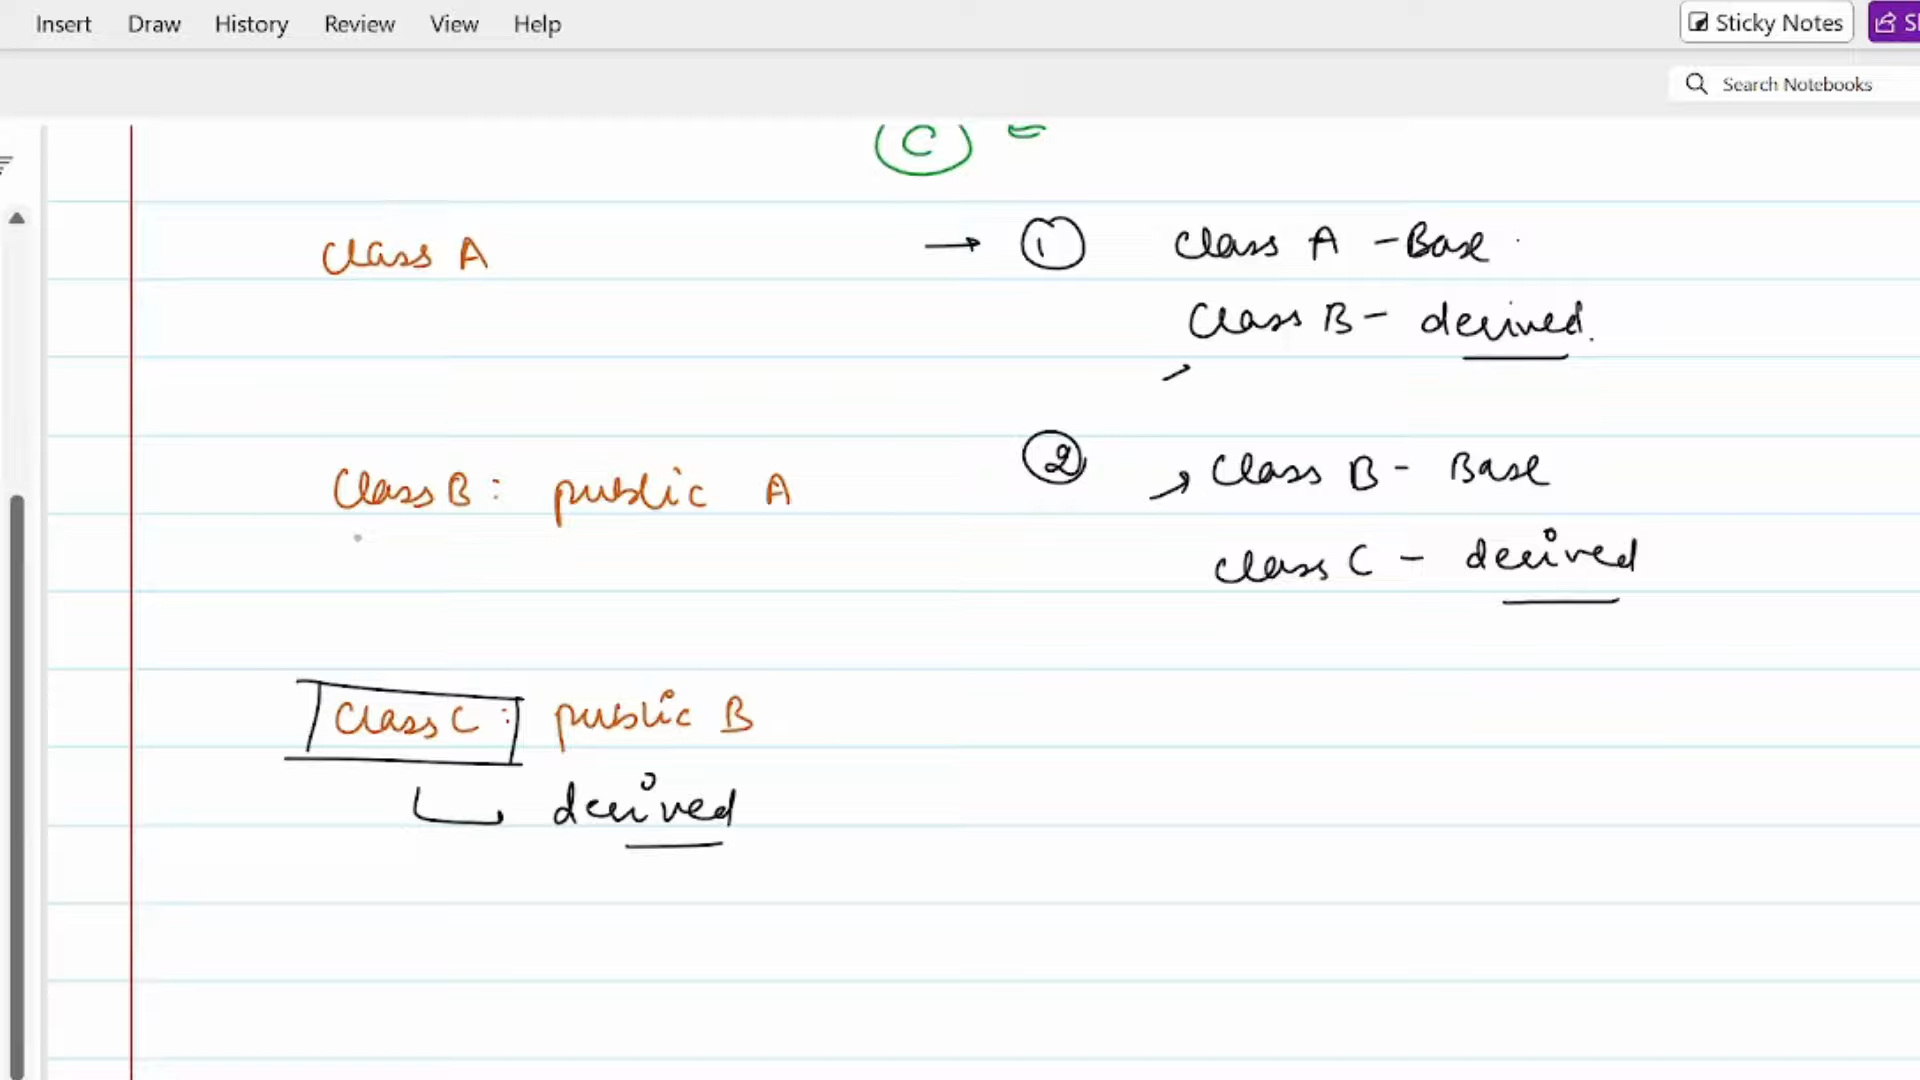 Insert Draw History Review View Help
Sticky Notes
Search Notebooks
C
class A
→ 1 class A - Base
class B - derived.
class B : public A
2 → class B - Base
class C - derived
class C : public B
derived